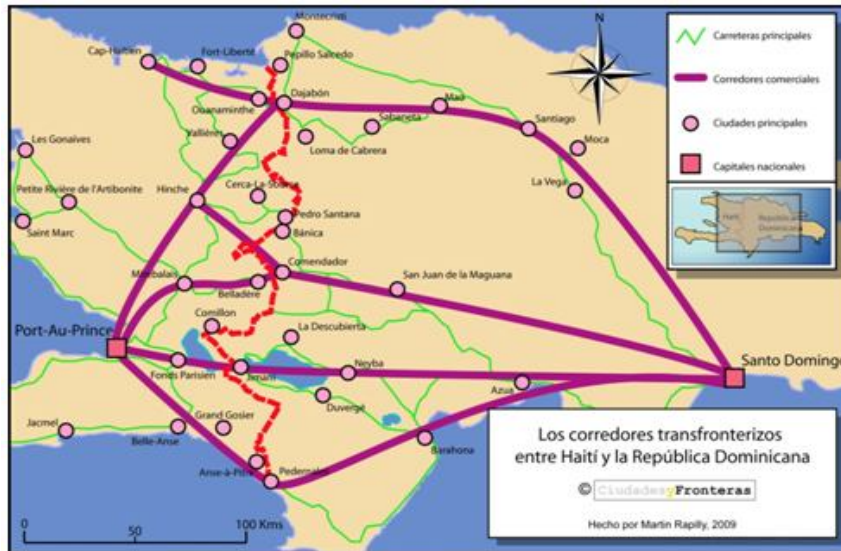 Montecristi
N
Cap-Haïtien
Fort-Liberté
Pepillo Salcedo
Dajabón
Ouanaminthe
Mao
Sabaneta
Santiago
Vallières
Loma de Cabrera
Moca
Les Gonaïves
La Vega
Petite Rivière de l'Artibonite
Hinche
Cerca-La-Source
Pedro Santana
Bánica
Saint Marc
Mirebalais
Comendador
Belladère
San Juan de la Maguana
Cornillon
La Descubierta
Port-Au-Prince
Fonds Parisien
Jimaní
Neyba
Azua
Santo Domingo
Duvergé
Jacmel
Grand Gosier
Belle-Anse
Barahona
Anse-à-Pitre
Pedernales
0
50
100 Kms
Carreteras principales
Corredores comerciales
Ciudades principales
Capitales nacionales
Haití
República
Dominicana
Los corredores transfronterizos
entre Haití y la República Dominicana
© CiudadesyFronteras
Hecho por Martin Rapilly, 2009